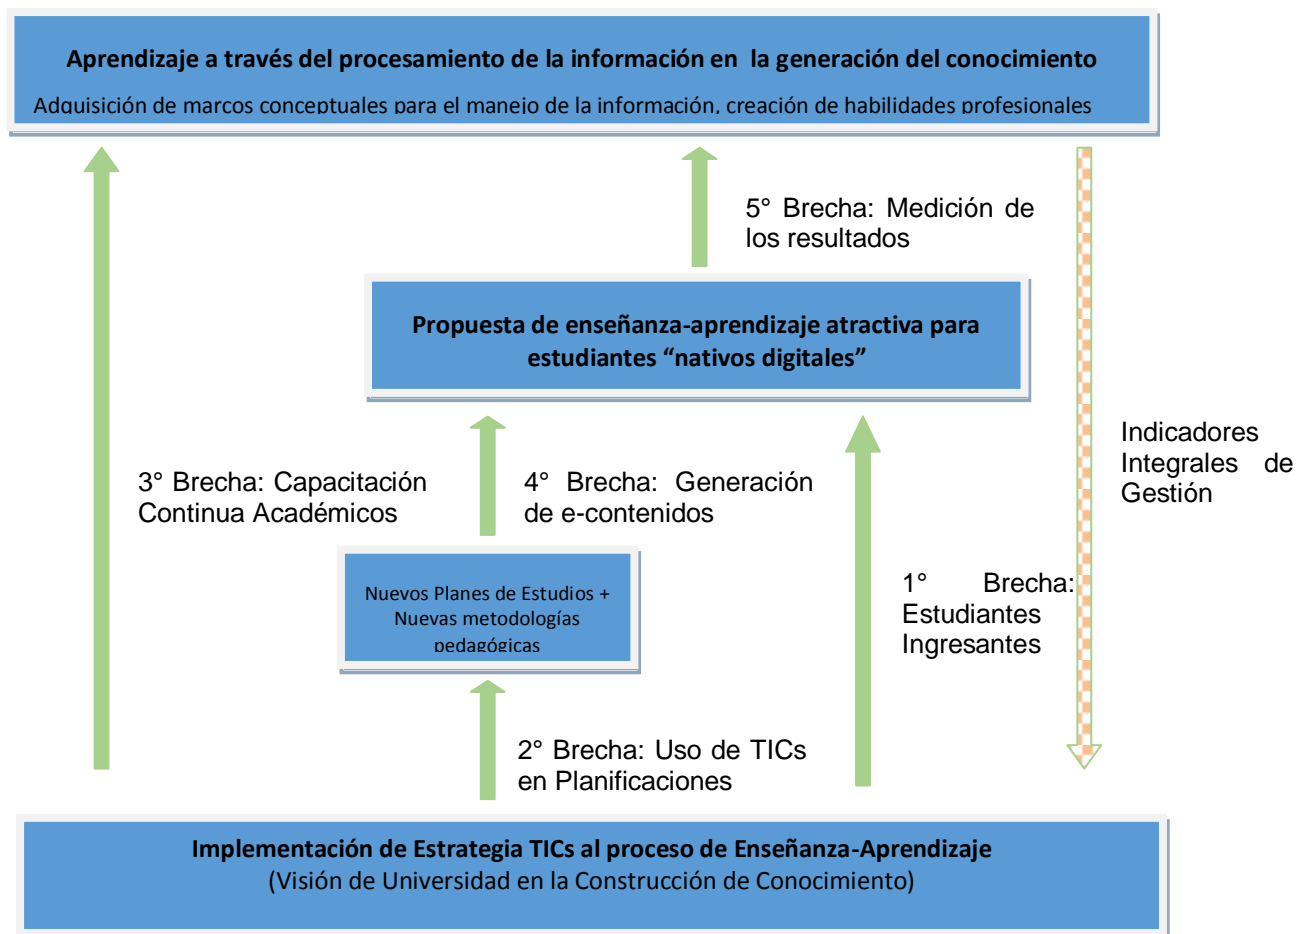 Aprendizaje a través del procesamiento de la información en la generación del conocimiento
Adquisición de marcos conceptuales para el manejo de la información, creación de habilidades profesionales
5° Brecha: Medición de
los resultados
Propuesta de enseñanza-aprendizaje atractiva para
estudiantes “nativos digitales”
Indicadores
Integrales de
Gestión
3° Brecha: Capacitación
Continua Académicos
4° Brecha: Generación
de e-contenidos
Nuevos Planes de Estudios +
Nuevas metodologías
pedagógicas
1° Brecha:
Estudiantes
Ingresantes
2° Brecha: Uso de TICs
en Planificaciones
Implementación de Estrategia TICs al proceso de Enseñanza-Aprendizaje
(Visión de Universidad en la Construcción de Conocimiento)